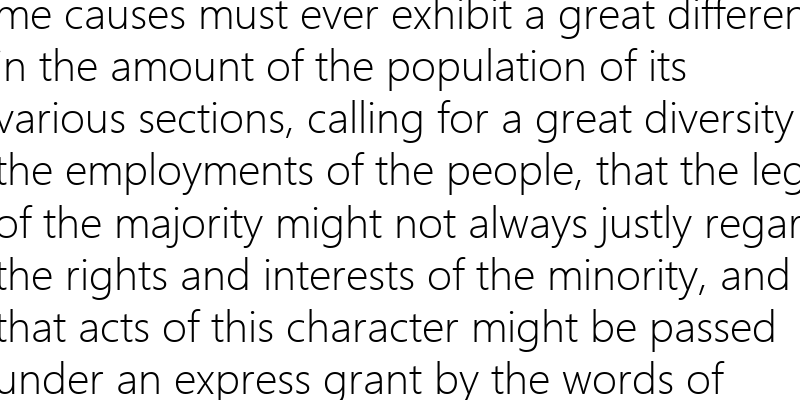 me causes must ever exhibit a great differen
in the amount of the population of its
various sections, calling for a great diversity
the employments of the people, that the leg
of the majority might not always justly regar
the rights and interests of the minority, and
that acts of this character might be passed
under an express grant by the words of